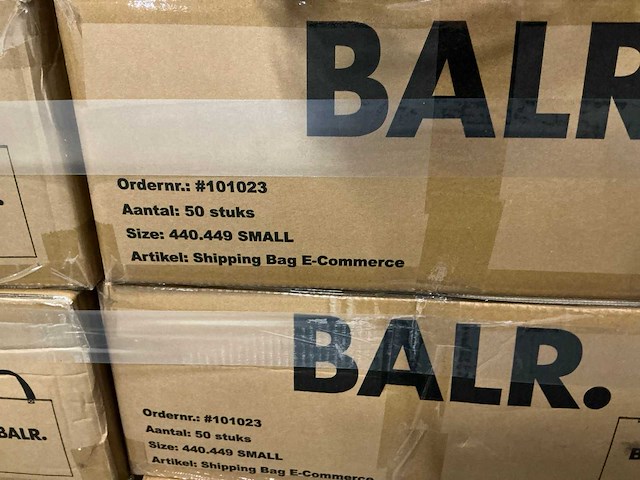 BALR
Ordernr.: #101023
Aantal: 50 stuks
Size: 440.449 SMALL
Artikel: Shipping Bag E-Commerce
BALR.
Ordernr.: #101023
Aantal: 50 stuks
Size: 440.449 SMALL
Artikel: Shipping Bag E-Commerce
BALR.
B